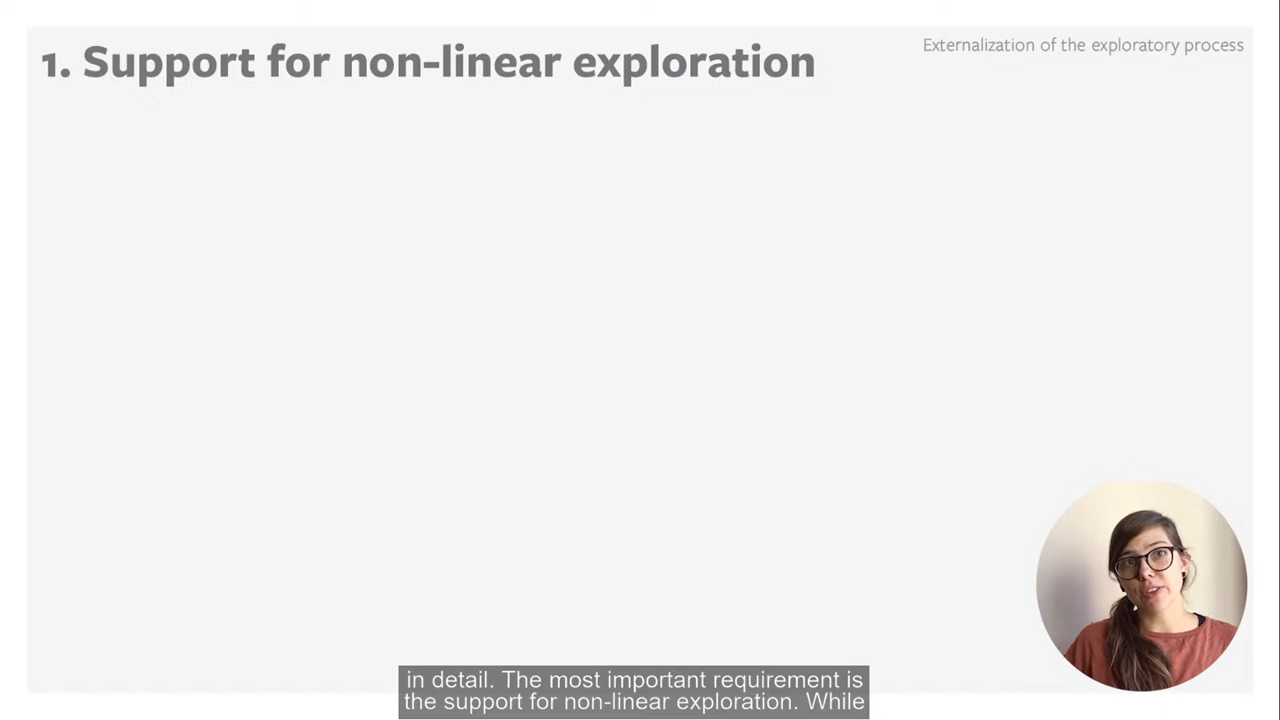 1. Support for non-linear exploration
Externalization of the exploratory process
in detail. The most important requirement is
the support for non-linear exploration. While